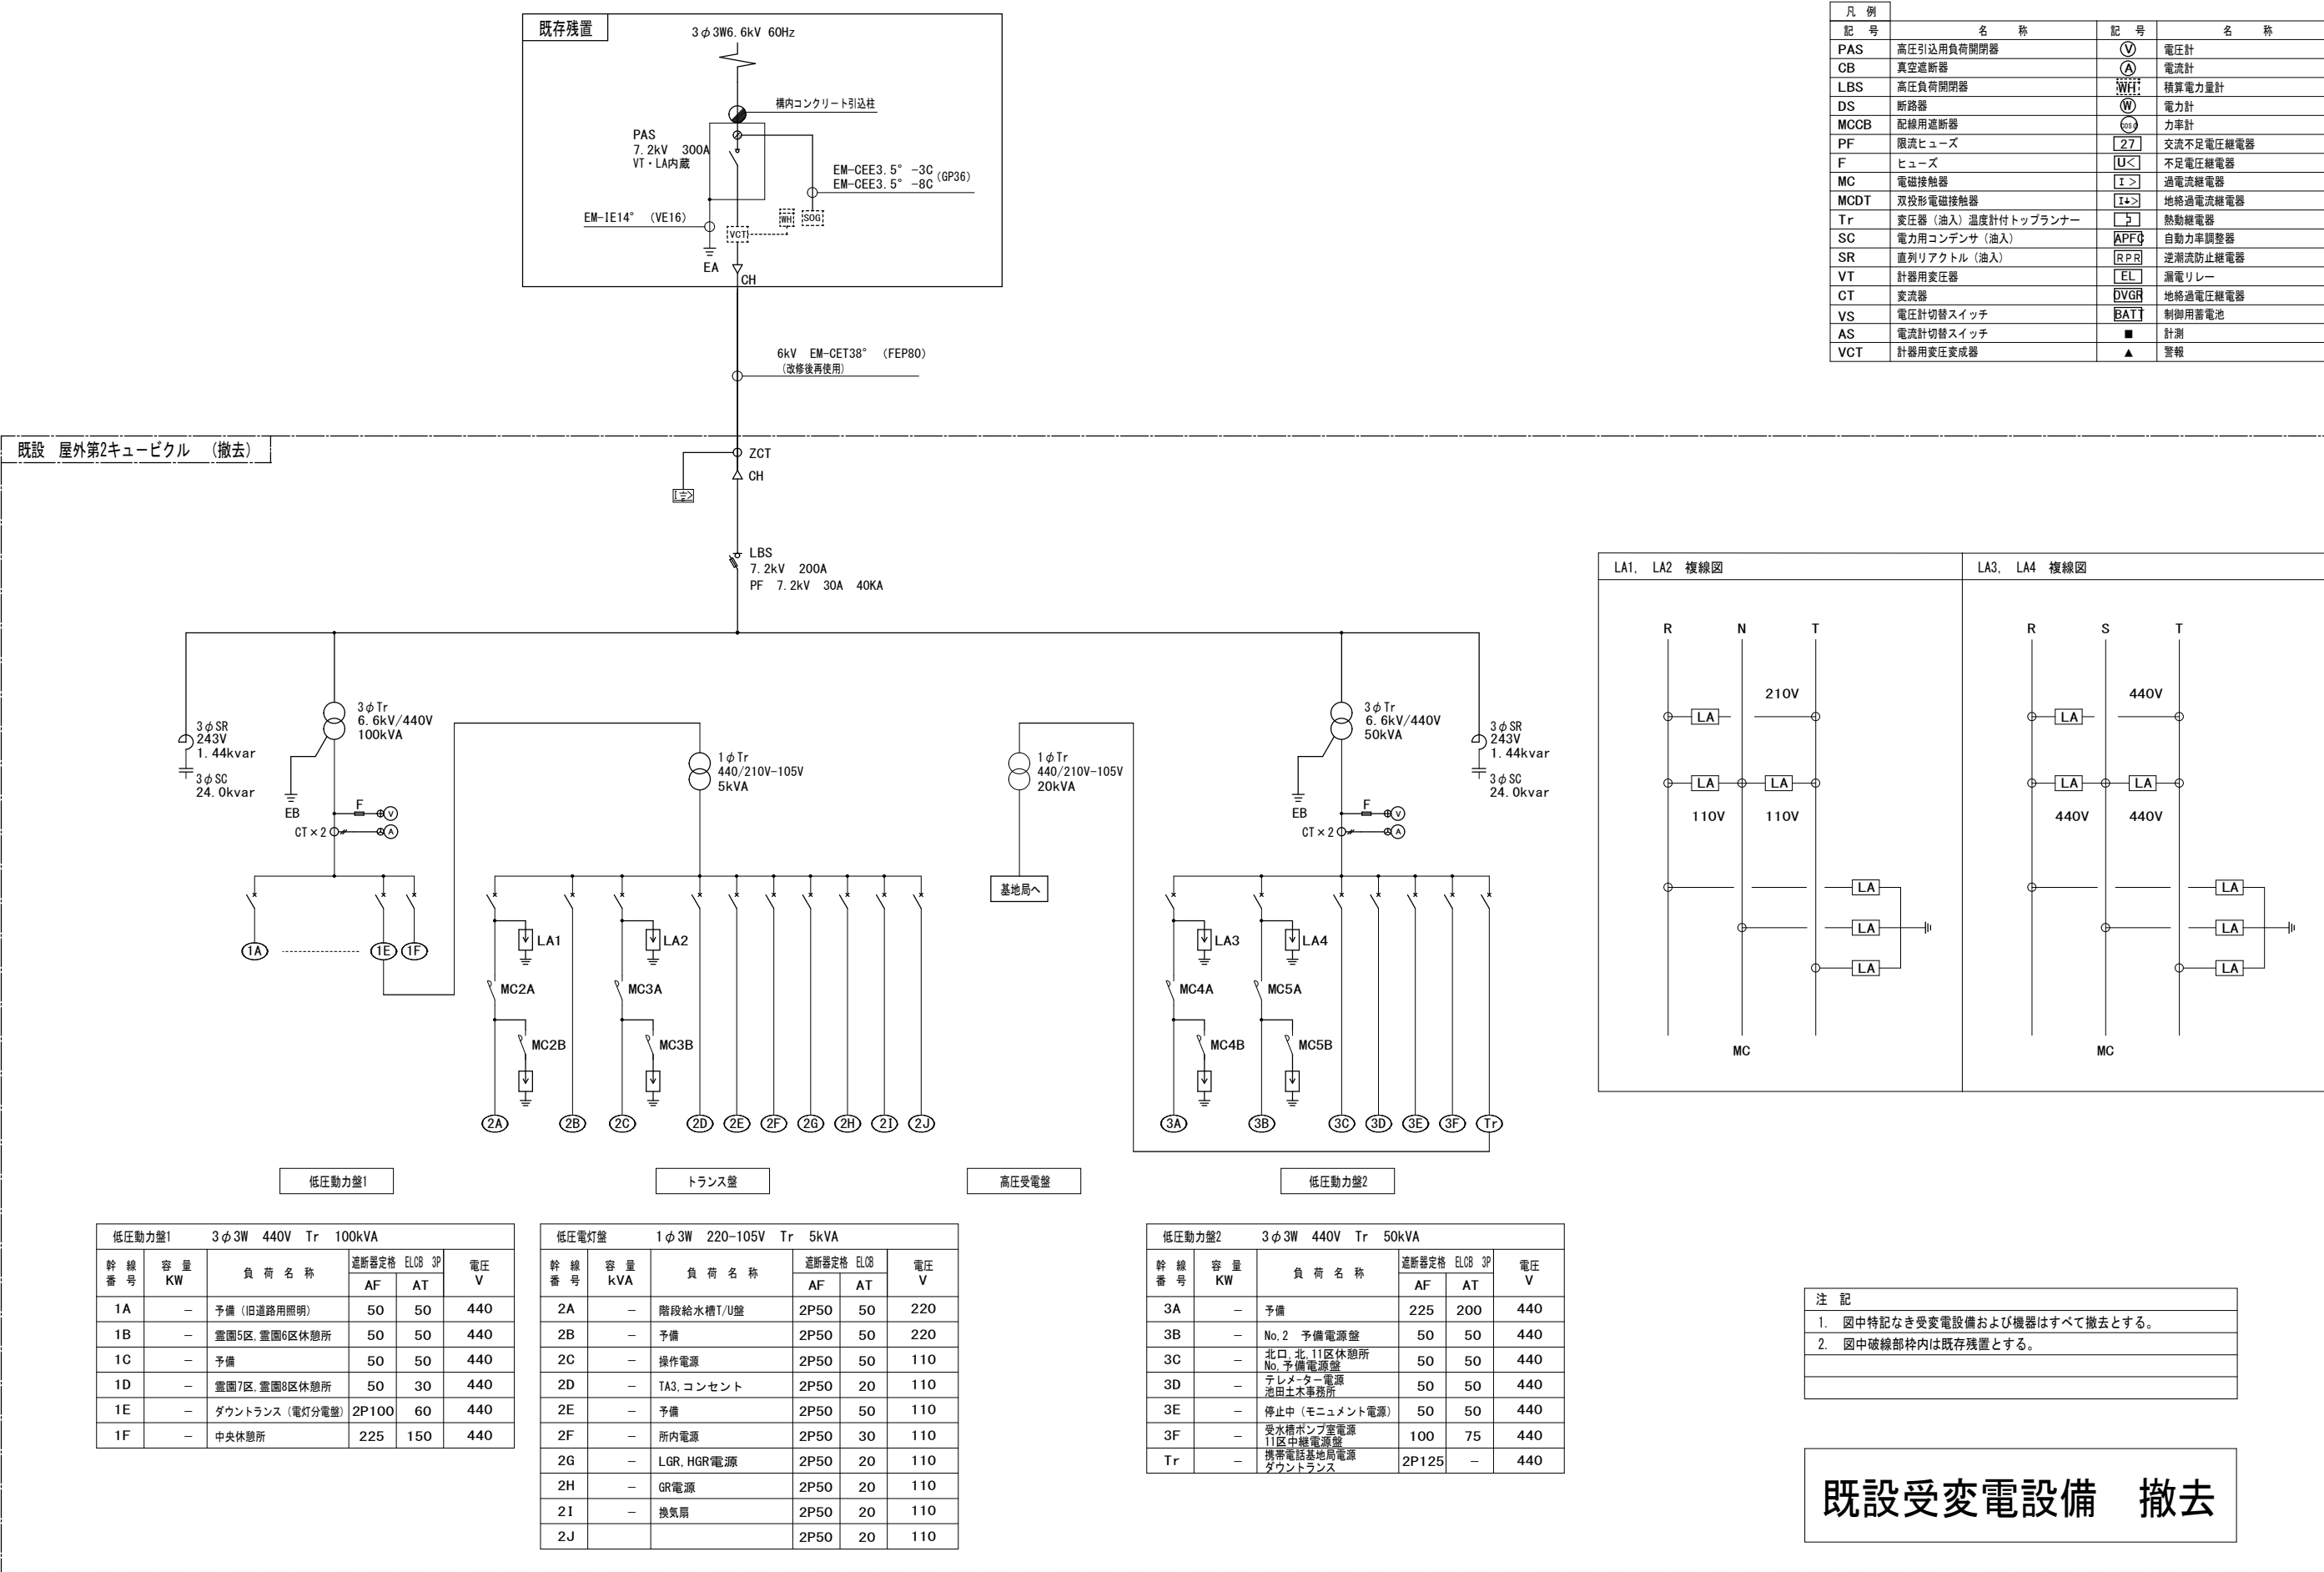 既存残置
3φ3W6.6kV 60Hz
構内コンクリート引込柱
PAS
7.2kV 300A
VT・LA内蔵
EM-CEE3.5° -3C
EM-CEE3.5° -8C
(GP36)
EM-IE14° (VE16)
WH
SOG
VCT
EA
CH
6kV EM-CET38° (FEP80)
(改修後再使用)
凡 例
記 号 名 称 記 号 名 称
PAS 高圧引込用負荷開閉器 V 電圧計
CB 真空遮断器 A 電流計
LBS 高圧負荷開閉器 WH 積算電力量計
DS 断路器 W 電力計
MCCB 配線用遮断器 cosφ 力率計
PF 限流ヒューズ 27 交流不足電圧継電器
F ヒューズ U< 不足電圧継電器
MC 電磁接触器 I> 過電流継電器
MCDT 双投形電磁接触器 I⏚> 地絡過電流継電器
Tr 変圧器(油入)温度計付トップランナー 熱動継電器
SC 電力用コンデンサ(油入) APFC 自動力率調整器
SR 直列リアクトル(油入) RPR 逆潮流防止継電器
VT 計器用変圧器 EL 漏電リレー
CT 変流器 DVGR 地絡過電圧継電器
VS 電圧計切替スイッチ BATT 制御用蓄電池
AS 電流計切替スイッチ ■ 計測
VCT 計器用変圧変成器 ▲ 警報
既設 屋外第2キュービクル (撤去)
ZCT
CH
I⏚>
LBS
7.2kV 200A
PF 7.2kV 30A 40KA
3φSR
243V
1.44kvar
3φSC
24.0kvar
3φTr
6.6kV/440V
100kVA
EB
F
V
CT×2
A
1A
1E
1F
1φTr
440/210V-105V
5kVA
LA1
LA2
MC2A
MC3A
MC2B
MC3B
2A 2B 2C 2D 2E 2F 2G 2H 2I 2J
1φTr
440/210V-105V
20kVA
基地局へ
3φTr
6.6kV/440V
50kVA
EB
F
V
CT×2
A
3φSR
243V
1.44kvar
3φSC
24.0kvar
LA3
LA4
MC4A
MC5A
MC4B
MC5B
3A 3B 3C 3D 3E 3F Tr
LA1, LA2 複線図
R N T
210V
LA
LA LA
110V 110V
LA
LA
LA
MC
LA3, LA4 複線図
R S T
440V
LA
LA LA
440V 440V
LA
LA
LA
MC
低圧動力盤1
トランス盤
高圧受電盤
低圧動力盤2
低圧動力盤1 3φ3W 440V Tr 100kVA
幹線番号 容量KW 負荷名称 遮断器定格 ELCB 3P 電圧V
AF AT
1A − 予備(旧道路用照明) 50 50 440
1B − 霊園5区,霊園6区休憩所 50 50 440
1C − 予備 50 50 440
1D − 霊園7区,霊園8区休憩所 50 30 440
1E − ダウントランス(電灯分電盤) 2P100 60 440
1F − 中央休憩所 225 150 440
低圧電灯盤 1φ3W 220-105V Tr 5kVA
幹線番号 容量kVA 負荷名称 遮断器定格 ELCB 電圧V
AF AT
2A − 階段給水槽T/U盤 2P50 50 220
2B − 予備 2P50 50 220
2C − 操作電源 2P50 50 110
2D − TA3,コンセント 2P50 20 110
2E − 予備 2P50 50 110
2F − 所内電源 2P50 30 110
2G − LGR,HGR電源 2P50 20 110
2H − GR電源 2P50 20 110
2I − 換気扇 2P50 20 110
2J 2P50 20 110
低圧動力盤2 3φ3W 440V Tr 50kVA
幹線番号 容量KW 負荷名称 遮断器定格 ELCB 3P 電圧V
AF AT
3A − 予備 225 200 440
3B − No,2 予備電源盤 50 50 440
3C − 北口,北,11区休憩所 No,予備電源盤 50 50 440
3D − テレメーター電源 池田土木事務所 50 50 440
3E − 停止中(モニュメント電源) 50 50 440
3F − 受水槽ポンプ室電源 11区中継電源盤 100 75 440
Tr − 携帯電話基地局電源 ダウントランス 2P125 − 440
注 記
1. 図中特記なき受変電設備および機器はすべて撤去とする。
2. 図中破線部枠内は既存残置とする。
既設受変電設備 撤去